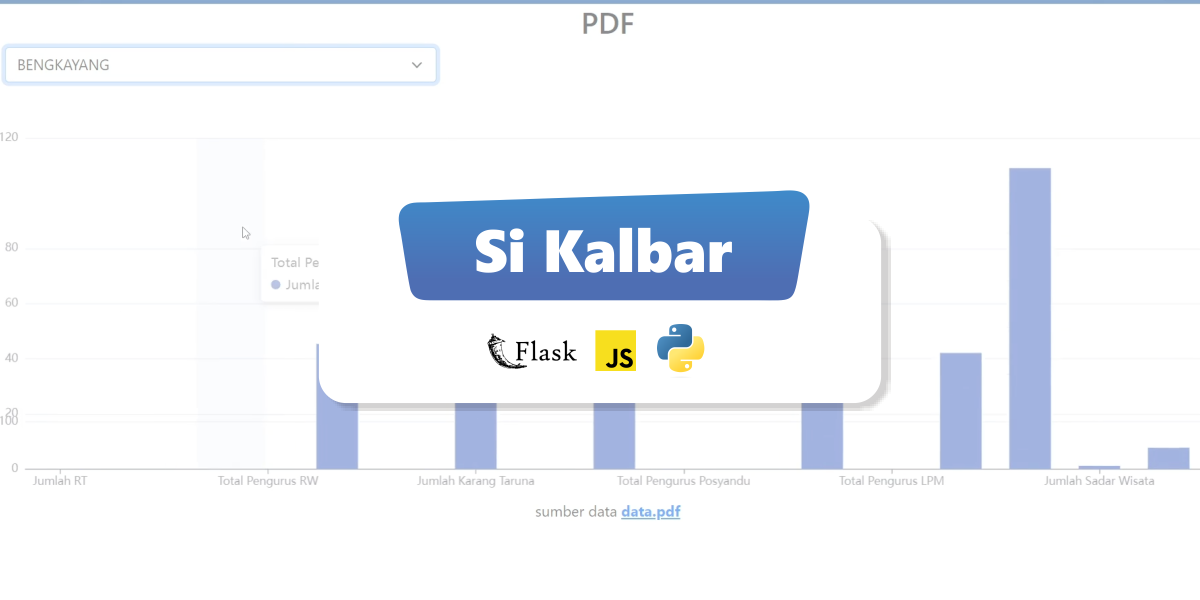 PDF
BENGKAYANG
120
80
60
40
20
100
0
Total Pe
Jumla
Si Kalbar
Flask
JS
Jumlah RT
Total Pengurus RW
Jumlah Karang Taruna
Total Pengurus Posyandu
Total Pengurus LPM
Jumlah Sadar Wisata
sumber data data.pdf